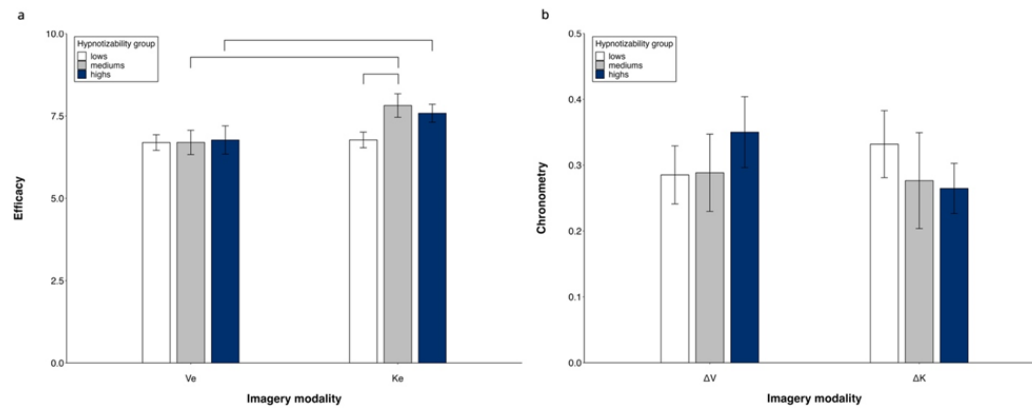 a
Hypnotizability group
lows
mediums
highs
10.0
7.5
5.0
2.5
0.0
Efficacy
Ve Ke
Imagery modality
b
Hypnotizability group
lows
mediums
highs
0.5
0.4
0.3
0.2
0.1
0.0
Chronometry
ΔV ΔK
Imagery modality